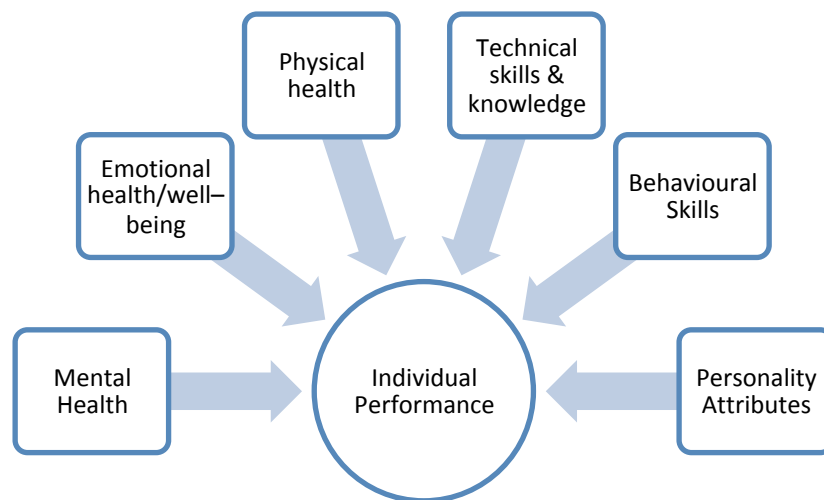 Physical
health
Technical
skills &
knowledge
Emotional
health/well–
being
Behavioural
Skills
Mental
Health
Individual
Performance
Personality
Attributes